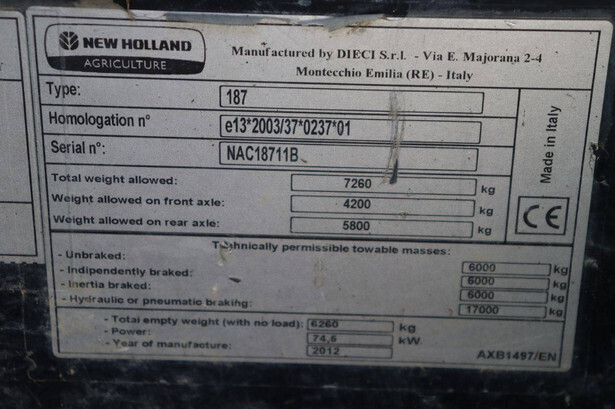 NEW HOLLAND
AGRICULTURE
Manufactured by DIECI S.r.l. - Via E. Majorana 2-4
Montecchio Emilia (RE) - Italy
Type: 187
Homologation n° e13*2003/37*0237*01
Serial n°: NAC18711B
Made in Italy
CE
Total weight allowed: 7260 kg
Weight allowed on front axle: 4200 kg
Weight allowed on rear axle: 5800 kg
Technically permissible towable masses:
- Unbraked: 6000 kg
- Indipendently braked: 6000 kg
- Inertia braked: 6000 kg
- Hydraulic or pneumatic braking: 17000 kg
- Total empty weight (with no load): 6260 kg
- Power: 74,6 kW.
- Year of manufacture: 2012
AXB1497/EN